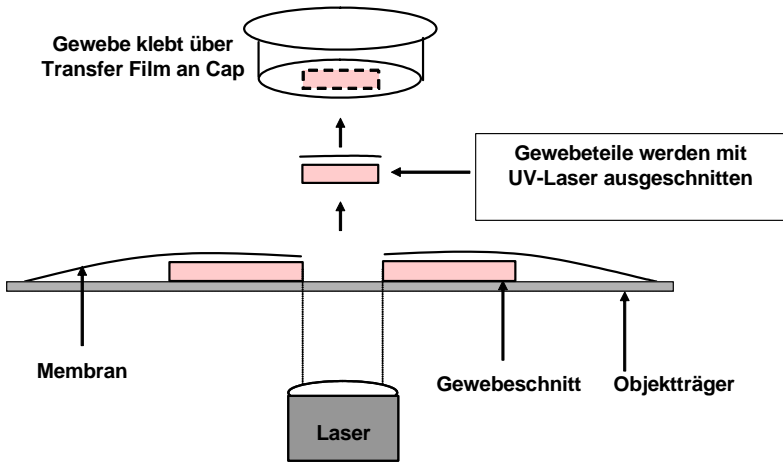 Gewebe klebt über
Transfer Film an Cap
Gewebeteile werden mit
UV-Laser ausgeschnitten
Membran
Gewebeschnitt
Objektträger
Laser